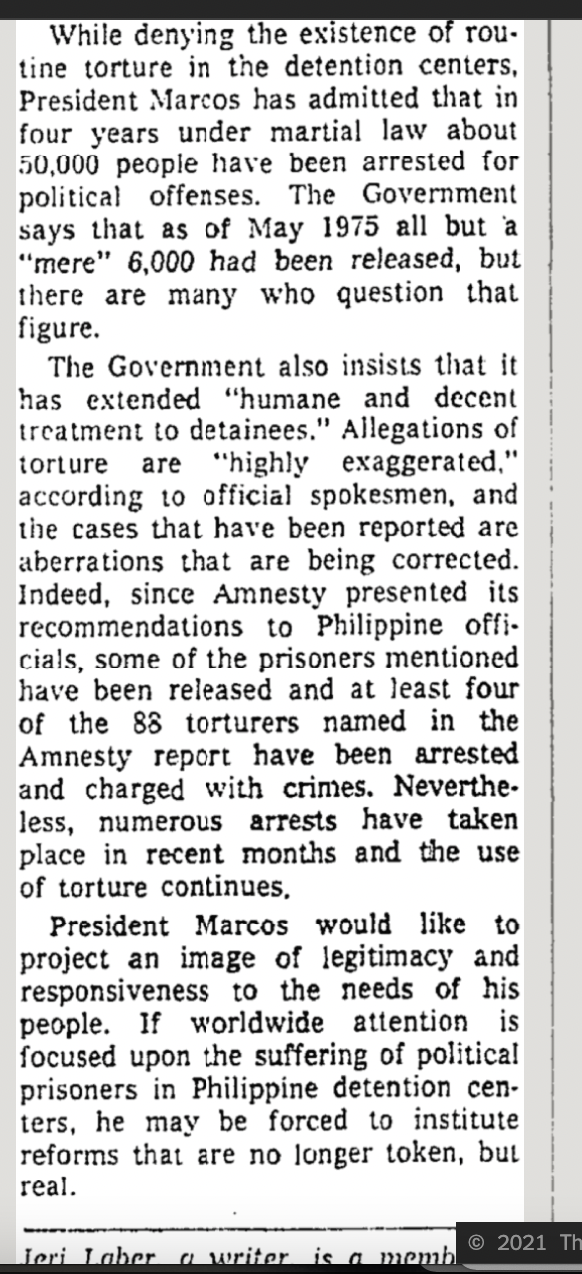 While denying the existence of rou-
tine torture in the detention centers,
President Marcos has admitted that in
four years under martial law about
50,000 people have been arrested for
political offenses. The Government
says that as of May 1975 all but a
“mere” 6,000 had been released, but
there are many who question that
figure.
The Government also insists that it
has extended “humane and decent
treatment to detainees.” Allegations of
torture are “highly exaggerated,”
according to official spokesmen, and
the cases that have been reported are
aberrations that are being corrected.
Indeed, since Amnesty presented its
recommendations to Philippine offi-
cials, some of the prisoners mentioned
have been released and at least four
of the 88 torturers named in the
Amnesty report have been arrested
and charged with crimes. Neverthe-
less, numerous arrests have taken
place in recent months and the use
of torture continues.
President Marcos would like to
project an image of legitimacy and
responsiveness to the needs of his
people. If worldwide attention is
focused upon the suffering of political
prisoners in Philippine detention cen-
ters, he may be forced to institute
reforms that are no longer token, but
real.
Jeri Laber, a writer, is a memb
© 2021 Th